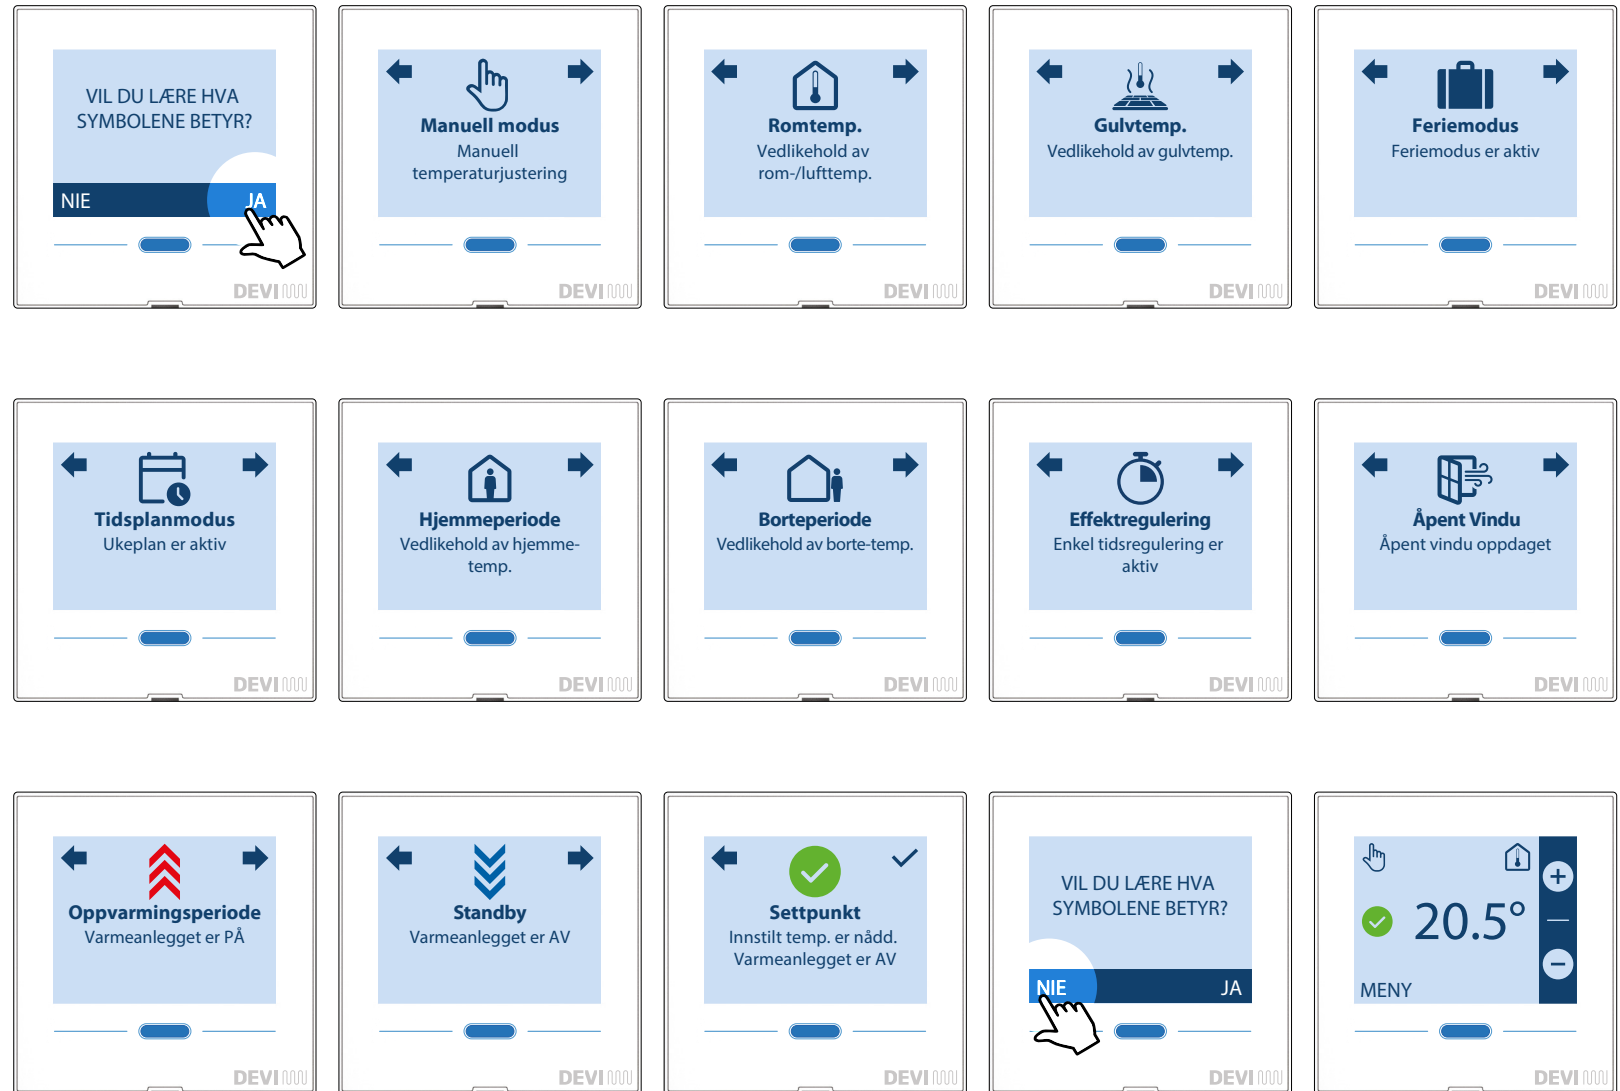 VIL DU LÆRE HVA
SYMBOLENE BETYR?
NIE JA
DEVI
Manuell modus
Manuell
temperaturjustering
DEVI
Romtemp.
Vedlikehold av
rom-/lufttemp.
DEVI
Gulvtemp.
Vedlikehold av gulvtemp.
DEVI
Feriemodus
Feriemodus er aktiv
DEVI
Tidsplanmodus
Ukeplan er aktiv
DEVI
Hjemmeperiode
Vedlikehold av hjemme-
temp.
DEVI
Borteperiode
Vedlikehold av borte-temp.
DEVI
Effektregulering
Enkel tidsregulering er
aktiv
DEVI
Åpent Vindu
Åpent vindu oppdaget
DEVI
Oppvarmingsperiode
Varmeanlegget er PÅ
DEVI
Standby
Varmeanlegget er AV
DEVI
Settpunkt
Innstilt temp. er nådd.
Varmeanlegget er AV
DEVI
VIL DU LÆRE HVA
SYMBOLENE BETYR?
NIE JA
DEVI
20.5°
MENY
DEVI